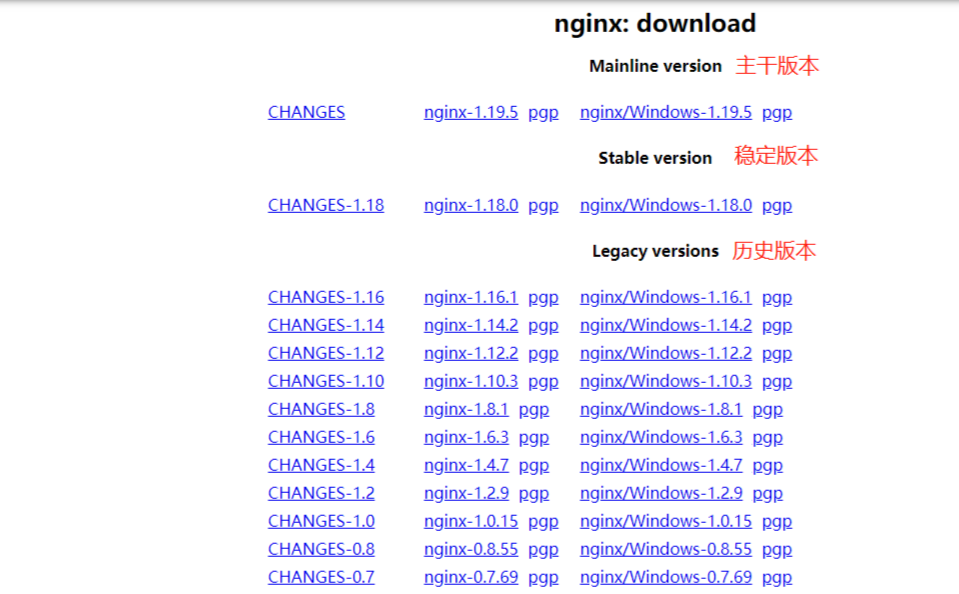 nginx: download
Mainline version 主干版本
CHANGES nginx-1.19.5 pgp nginx/Windows-1.19.5 pgp
Stable version 稳定版本
CHANGES-1.18 nginx-1.18.0 pgp nginx/Windows-1.18.0 pgp
Legacy versions 历史版本
CHANGES-1.16 nginx-1.16.1 pgp nginx/Windows-1.16.1 pgp
CHANGES-1.14 nginx-1.14.2 pgp nginx/Windows-1.14.2 pgp
CHANGES-1.12 nginx-1.12.2 pgp nginx/Windows-1.12.2 pgp
CHANGES-1.10 nginx-1.10.3 pgp nginx/Windows-1.10.3 pgp
CHANGES-1.8 nginx-1.8.1 pgp nginx/Windows-1.8.1 pgp
CHANGES-1.6 nginx-1.6.3 pgp nginx/Windows-1.6.3 pgp
CHANGES-1.4 nginx-1.4.7 pgp nginx/Windows-1.4.7 pgp
CHANGES-1.2 nginx-1.2.9 pgp nginx/Windows-1.2.9 pgp
CHANGES-1.0 nginx-1.0.15 pgp nginx/Windows-1.0.15 pgp
CHANGES-0.8 nginx-0.8.55 pgp nginx/Windows-0.8.55 pgp
CHANGES-0.7 nginx-0.7.69 pgp nginx/Windows-0.7.69 pgp